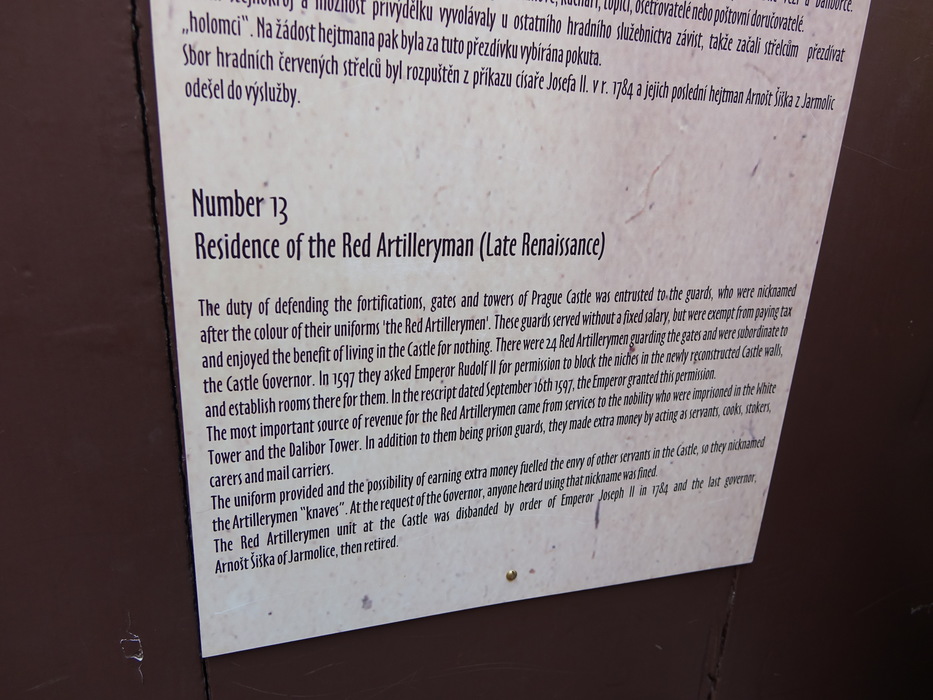 a možnost přivýdělku vyvolávaly u ostatního hradního služebnictva závist, takže začali střelcům přezdívat
„holomci“. Na žádost hejtmana pak byla za tuto přezdívku vybírána pokuta.
Sbor hradních červených střelců byl rozpuštěn z příkazu císaře Josefa II. v r. 1784 a jejich poslední hejtman Arnošt Šiška z Jarmolic
odešel do výslužby.
Number 13
Residence of the Red Artilleryman (Late Renaissance)
The duty of defending the fortifications, gates and towers of Prague Castle was entrusted to the guards, who were nicknamed
after the colour of their uniforms 'the Red Artillerymen'. These guards served without a fixed salary, but were exempt from paying tax
and enjoyed the benefit of living in the Castle for nothing. There were 24 Red Artillerymen guarding the gates and were subordinate to
the Castle Governor. In 1597 they asked Emperor Rudolf II for permission to block the niches in the newly reconstructed Castle walls,
and establish rooms there for them. In the rescript dated September 16th 1597, the Emperor granted this permission.
The most important source of revenue for the Red Artillerymen came from services to the nobility who were imprisoned in the White
Tower and the Dalibor Tower. In addition to them being prison guards, they made extra money by acting as servants, cooks, stokers,
carers and mail carriers.
The uniform provided and the possibility of earning extra money fuelled the envy of other servants in the Castle, so they nicknamed
the Artillerymen "knaves". At the request of the Governor, anyone heard using that nickname was fined.
The Red Artillerymen unit at the Castle was disbanded by order of Emperor Joseph II in 1784 and the last governor,
Arnošt Šiška of Jarmolice, then retired.